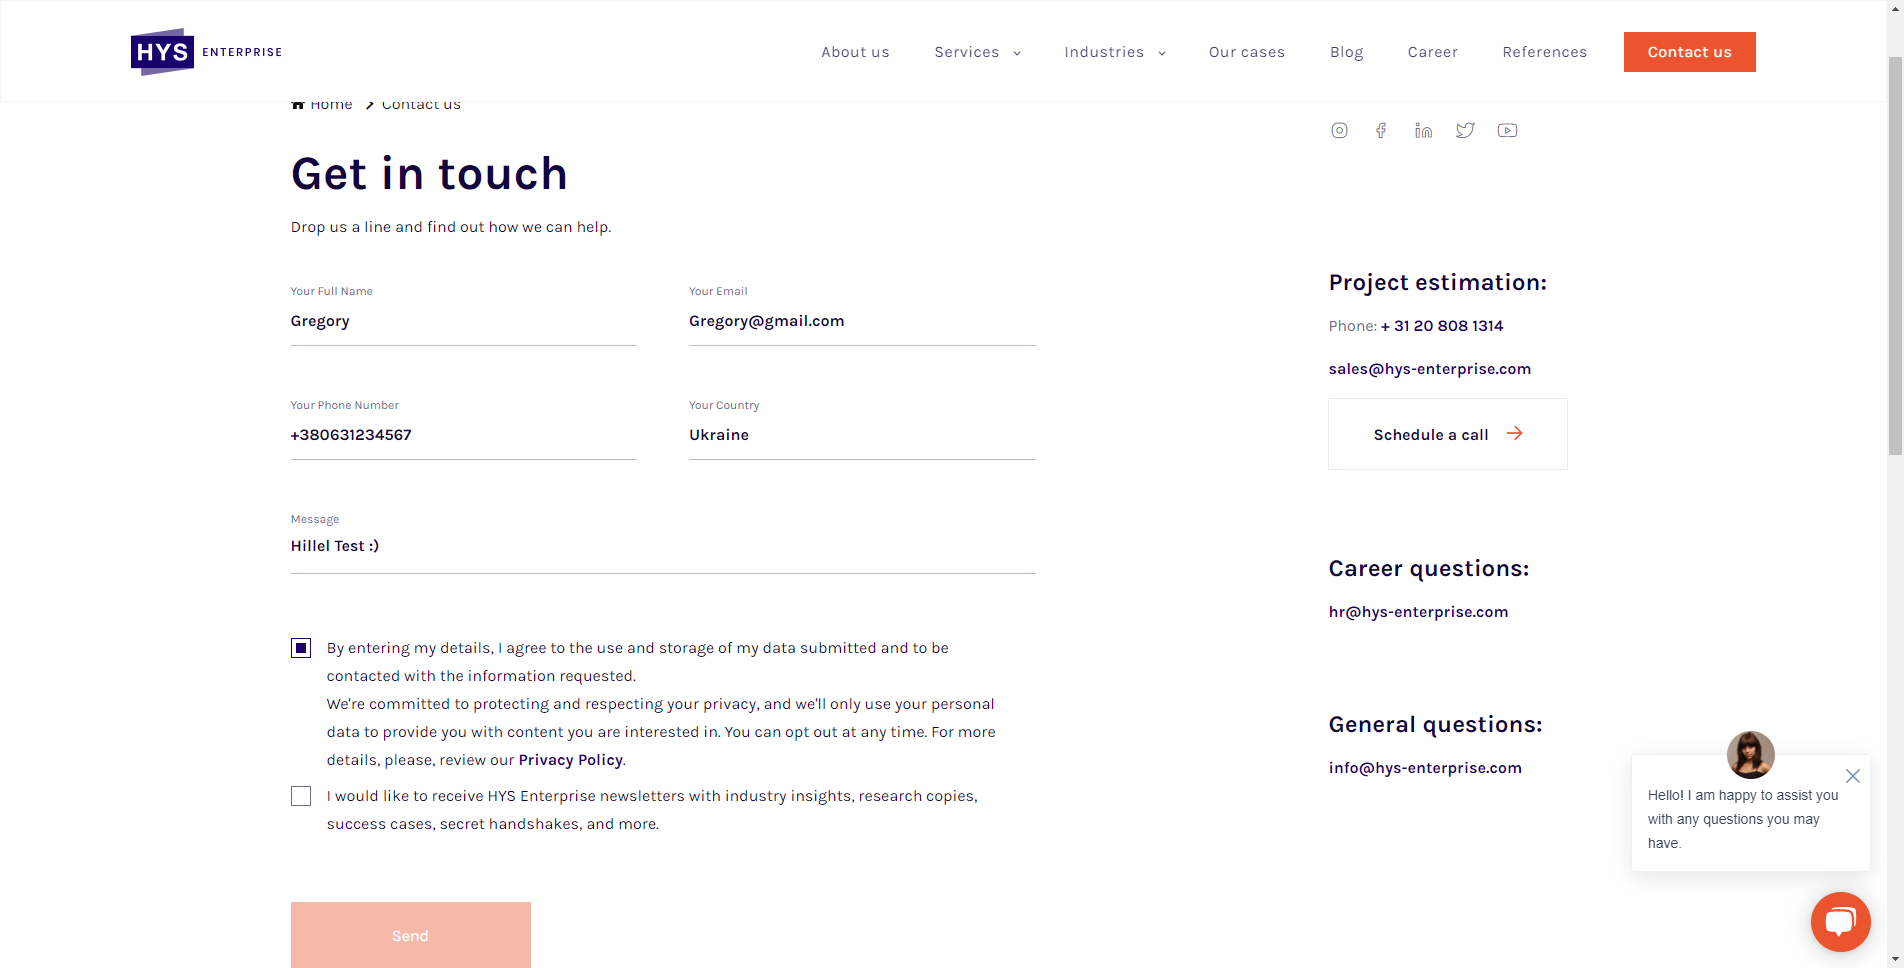 HYS ENTERPRISE
About us Services Industries Our cases Blog Career References Contact us
Home Contact us
Get in touch
Drop us a line and find out how we can help.
Your Full Name
Gregory
Your Email
Gregory@gmail.com
Your Phone Number
+380631234567
Your Country
Ukraine
Message
Hillel Test :)
By entering my details, I agree to the use and storage of my data submitted and to be
contacted with the information requested.
We're committed to protecting and respecting your privacy, and we'll only use your personal
data to provide you with content you are interested in. You can opt out at any time. For more
details, please, review our Privacy Policy.
I would like to receive HYS Enterprise newsletters with industry insights, research copies,
success cases, secret handshakes, and more.
Send
Project estimation:
Phone: + 31 20 808 1314
sales@hys-enterprise.com
Schedule a call
Career questions:
hr@hys-enterprise.com
General questions:
info@hys-enterprise.com
Hello! I am happy to assist you
with any questions you may
have.